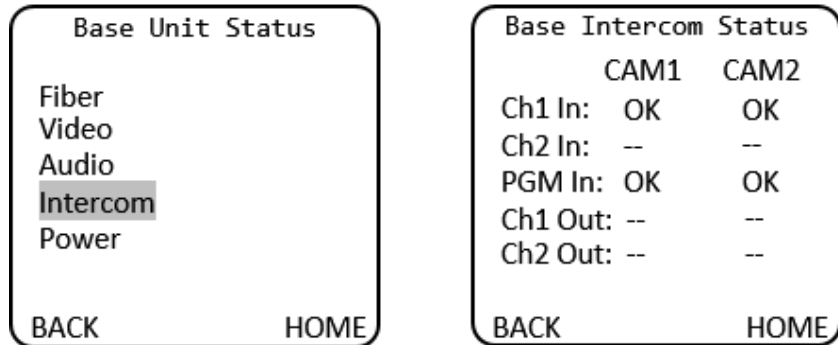 Base Unit Status
Fiber
Video
Audio
Intercom
Power
BACK HOME
Base Intercom Status
CAM1 CAM2
Ch1 In: OK OK
Ch2 In: -- --
PGM In: OK OK
Ch1 Out: -- --
Ch2 Out: -- --
BACK HOME